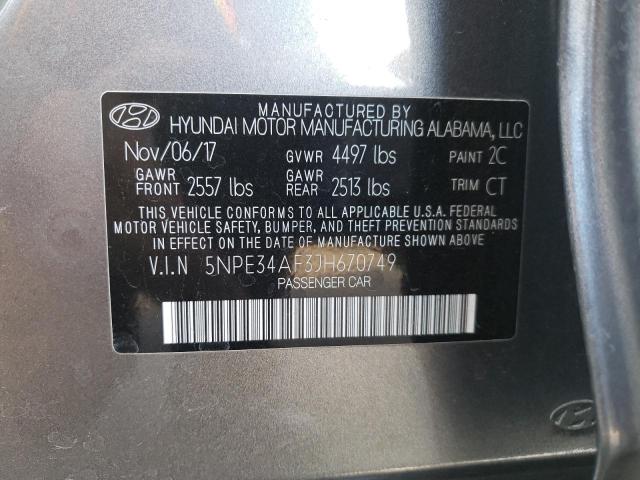 MANUFACTURED BY
HYUNDAI MOTOR MANUFACTURING ALABAMA, LLC
Nov/06/17 GVWR 4497 lbs PAINT 2C
GAWR FRONT 2557 lbs GAWR REAR 2513 lbs TRIM CT
THIS VEHICLE CONFORMS TO ALL APPLICABLE U.S.A. FEDERAL
MOTOR VEHICLE SAFETY, BUMPER, AND THEFT PREVENTION STANDARDS
IN EFFECT ON THE DATE OF MANUFACTURE SHOWN ABOVE.
V.I.N 5NPE34AF3JH670749
PASSENGER CAR